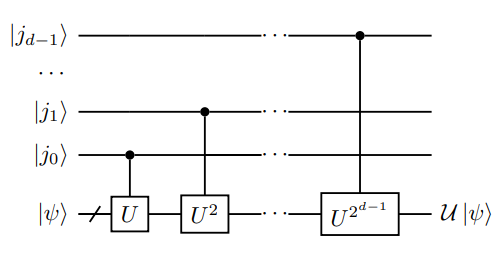 |j_{d−1}⟩ ···
···
|j_1⟩ ···
|j_0⟩ ···
|ψ⟩ U U^2 ··· U^{2^{d−1}} 𝒰 |ψ⟩